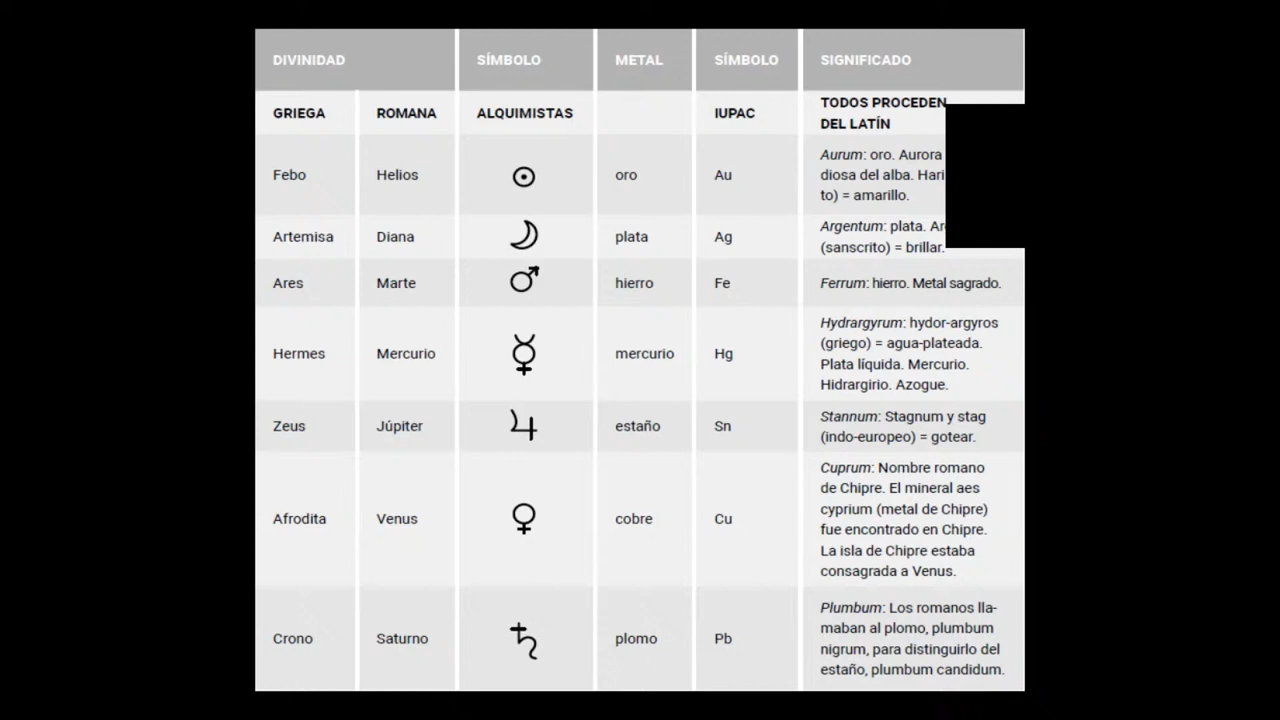 DIVINIDAD SÍMBOLO METAL SÍMBOLO SIGNIFICADO
GRIEGA ROMANA ALQUIMISTAS IUPAC TODOS PROCEDEN
DEL LATÍN
Febo Helios oro Au Aurum: oro. Aurora
diosa del alba.
to) = amarillo.
Artemisa Diana plata Ag Argentum: plata.
(sanscrito) = brillar.
Ares Marte hierro Fe Ferrum: hierro. Metal sagrado.
Hermes Mercurio mercurio Hg Hydrargyrum: hydor-argyros
(griego) = agua-plateada.
Plata líquida. Mercurio.
Hidrargirio. Azogue.
Zeus Júpiter estaño Sn Stannum: Stagnum y stag
(indo-europeo) = gotear.
Afrodita Venus cobre Cu Cuprum: Nombre romano
de Chipre. El mineral aes
cyprium (metal de Chipre)
fue encontrado en Chipre.
La isla de Chipre estaba
consagrada a Venus.
Crono Saturno plomo Pb Plumbum: Los romanos lla-
maban al plomo, plumbum
nigrum, para distinguirlo del
estaño, plumbum candidum.